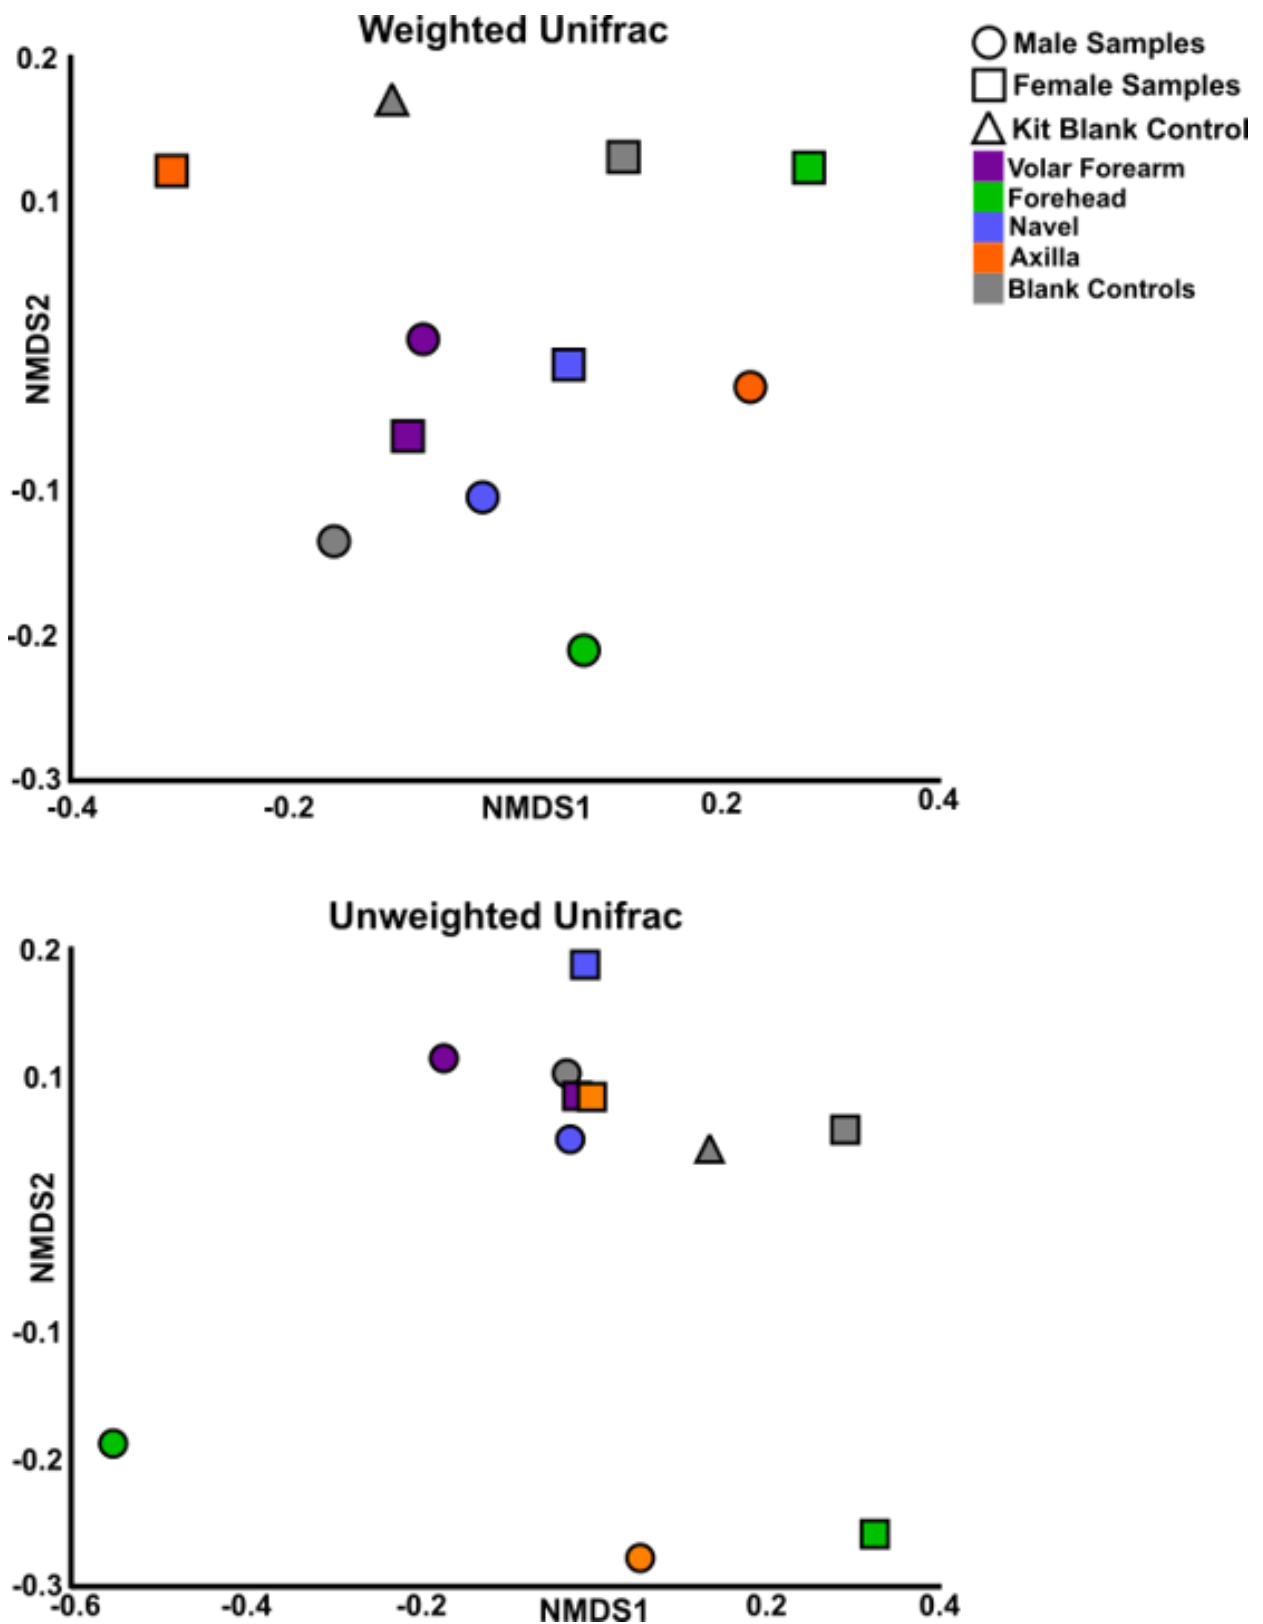 Weighted Unifrac
0.2
0.1
-0.1
-0.2
-0.3
NMDS2
-0.4
-0.2
NMDS1
0.2
0.4
Male Samples
Female Samples
Kit Blank Control
Volar Forearm
Forehead
Navel
Axilla
Blank Controls
Unweighted Unifrac
0.2
0.1
-0.1
-0.2
-0.3
NMDS2
-0.6
-0.4
-0.2
NMDS1
0.2
0.4